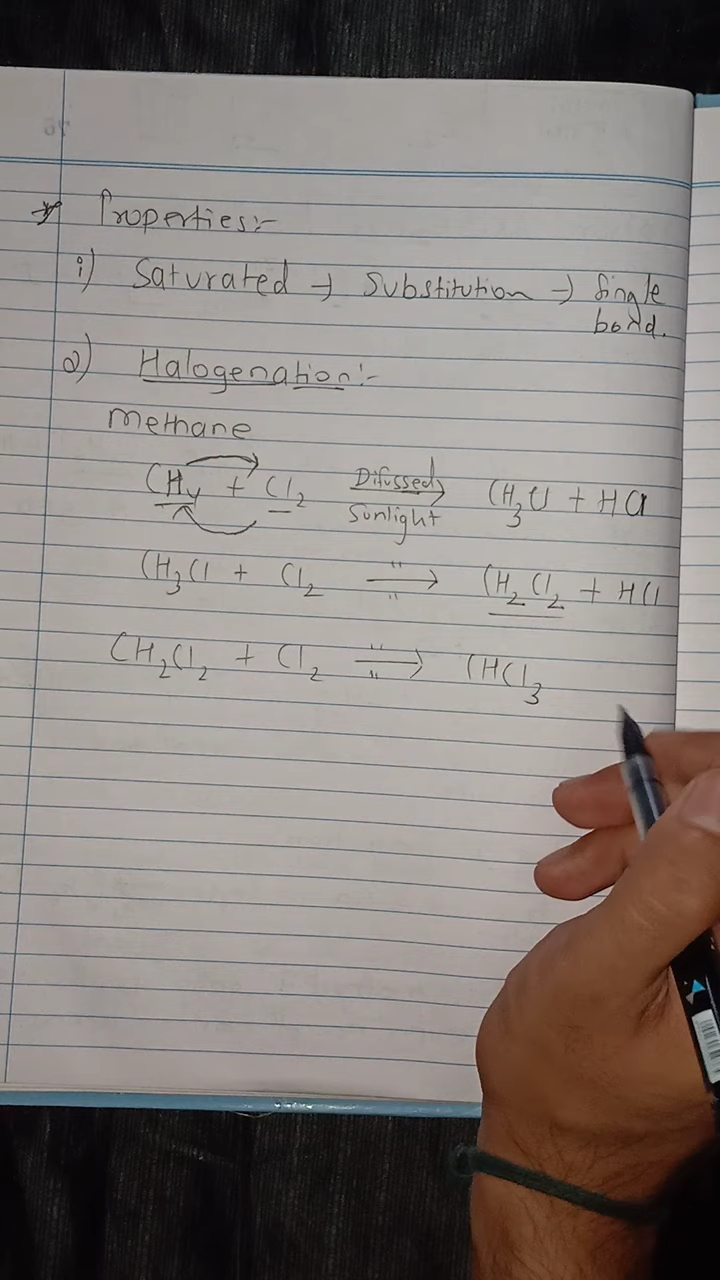 * Properties:-
i) Saturated → Substitution → Single
bond.
2) Halogenation:-
Methane
CH₄ + Cl₂ Difussed Sunlight → CH₃Cl + HCl
CH₃Cl + Cl₂ " " → CH₂Cl₂ + HCl
CH₂Cl₂ + Cl₂ " " → CHCl₃